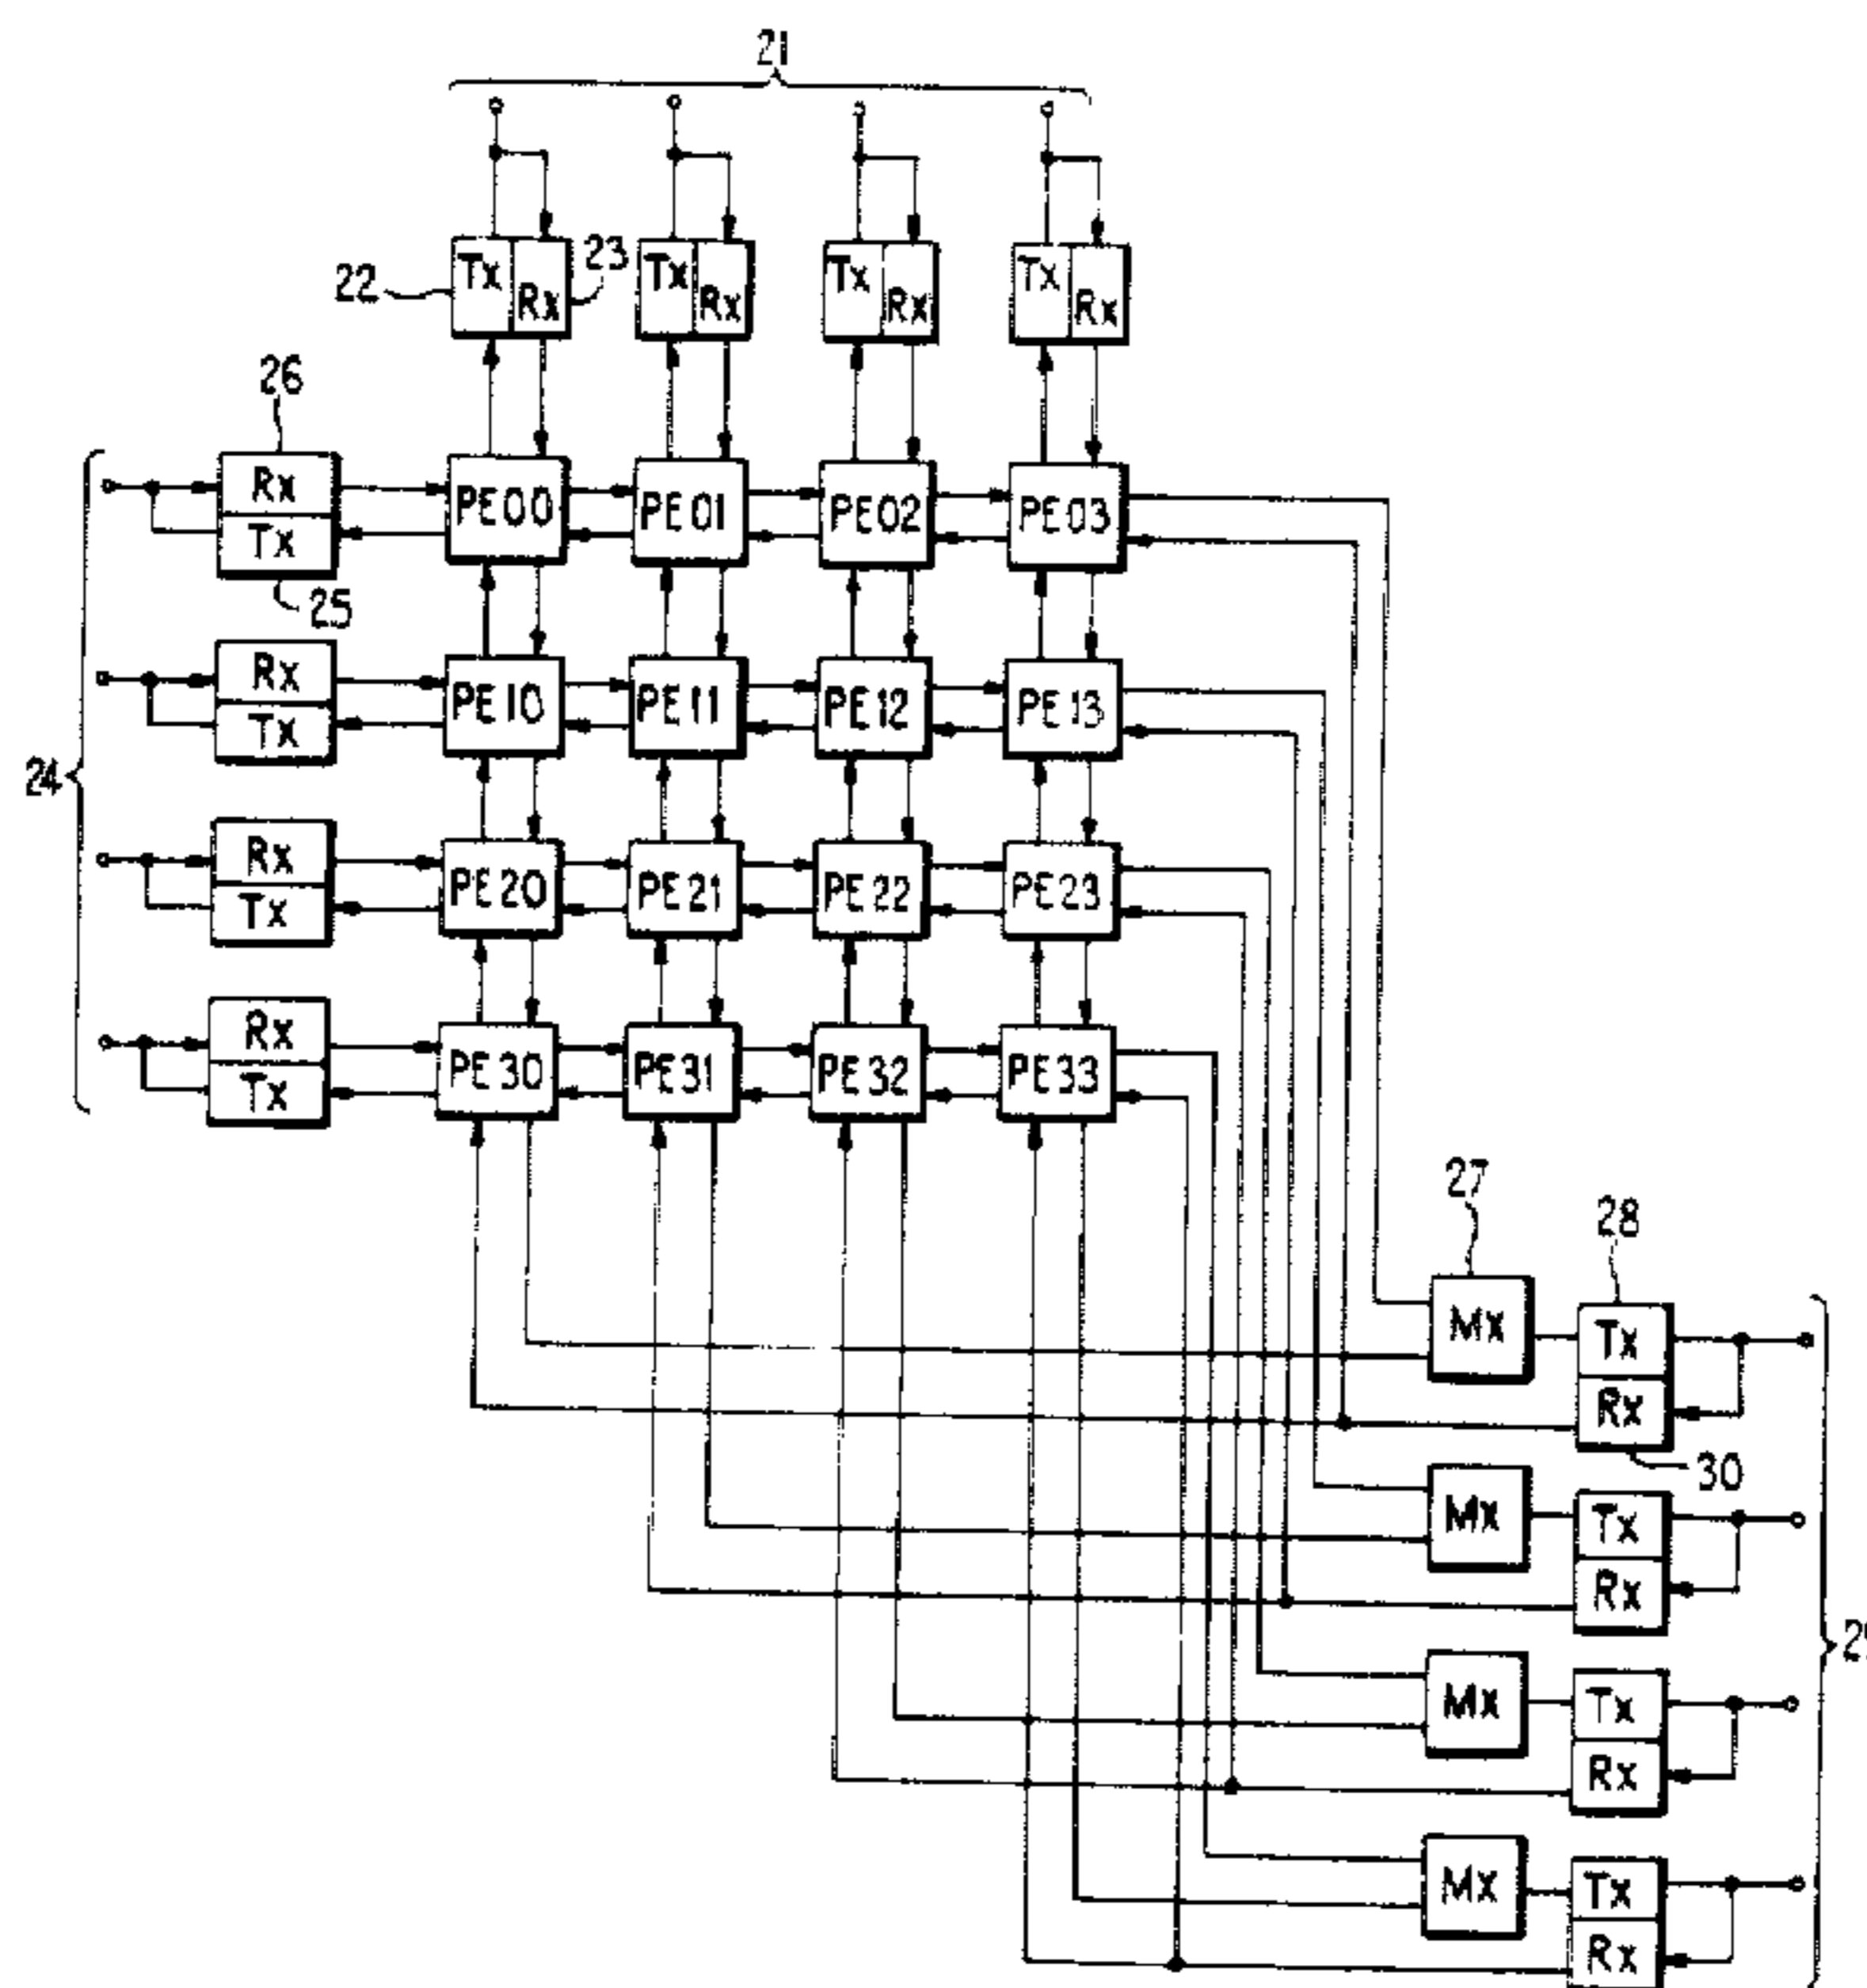 21
Tx Rx Tx Rx Tx Rx Tx Rx
22 23
26
Rx PE00 PE01 PE02 PE03
Tx
25
Rx PE10 PE11 PE12 PE13
Tx
24
Rx PE20 PE21 PE22 PE23
Tx
Rx PE30 PE31 PE32 PE33
Tx
27
28
Mx Tx
Rx
30
Mx Tx
Rx
Mx Tx
Rx
Mx Tx
Rx